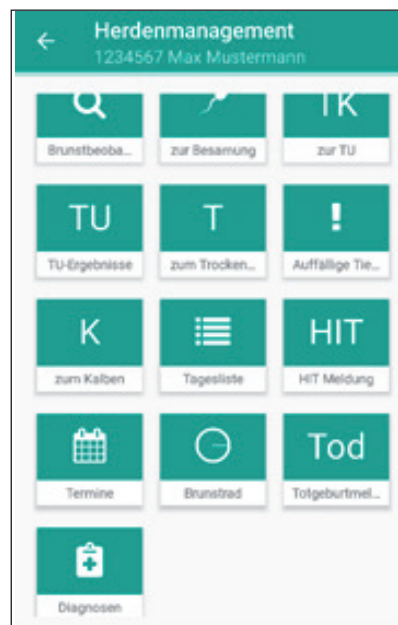 Herdenmanagement
1234567 Max Mustermann
TK
Brunstbeoba... zur Besamung zur TU
TU T !
TU-Ergebnisse zum Trocken... Auffällige Tie...
K HIT
zum Kalben Tagesliste HIT Meldung
Tod
Termine Brunstrad Totgeburtmel...
Diagnosen